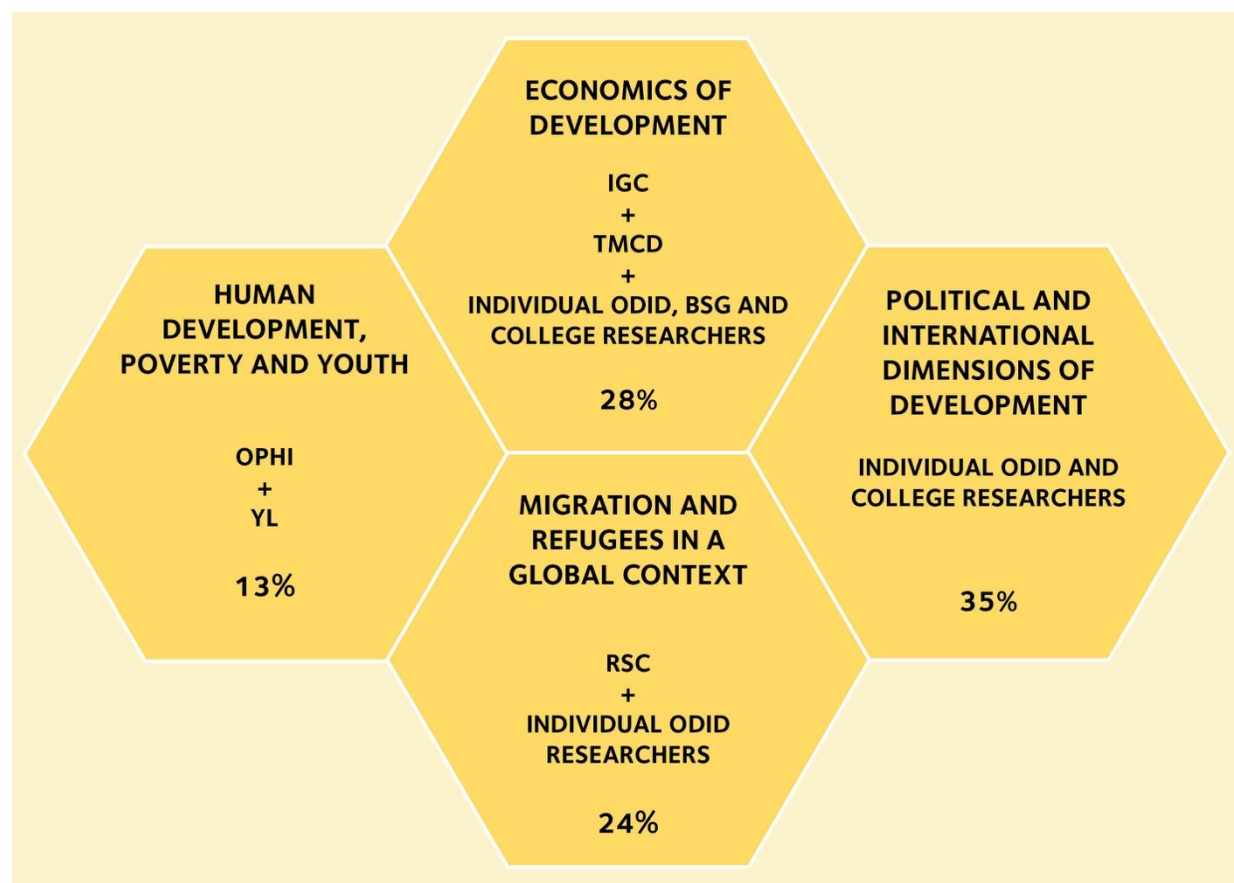 ECONOMICS OF
DEVELOPMENT
IGC
+
TMCD
+
INDIVIDUAL ODID, BSG AND
COLLEGE RESEARCHERS
28%
HUMAN
DEVELOPMENT,
POVERTY AND YOUTH
OPHI
+
YL
13%
POLITICAL AND
INTERNATIONAL
DIMENSIONS OF
DEVELOPMENT
INDIVIDUAL ODID AND
COLLEGE RESEARCHERS
35%
MIGRATION AND
REFUGEES IN A
GLOBAL CONTEXT
RSC
+
INDIVIDUAL ODID
RESEARCHERS
24%